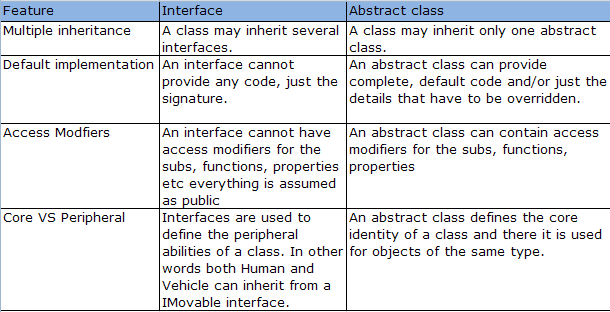 Feature Interface Abstract class
Multiple inheritance A class may inherit several A class may inherit only one abstract
interfaces. class.
Default implementation An interface cannot An abstract class can provide
provide any code, just the complete, default code and/or just the
signature. details that have to be overridden.
Access Modfiers An interface cannot have An abstract class can contain access
access modifiers for the modifiers for the subs, functions,
subs, functions, properties properties
etc everything is assumed
as public
Core VS Peripheral Interfaces are used to An abstract class defines the core
define the peripheral identity of a class and there it is used
abilities of a class. In other for objects of the same type.
words both Human and
Vehicle can inherit from a
IMovable interface.